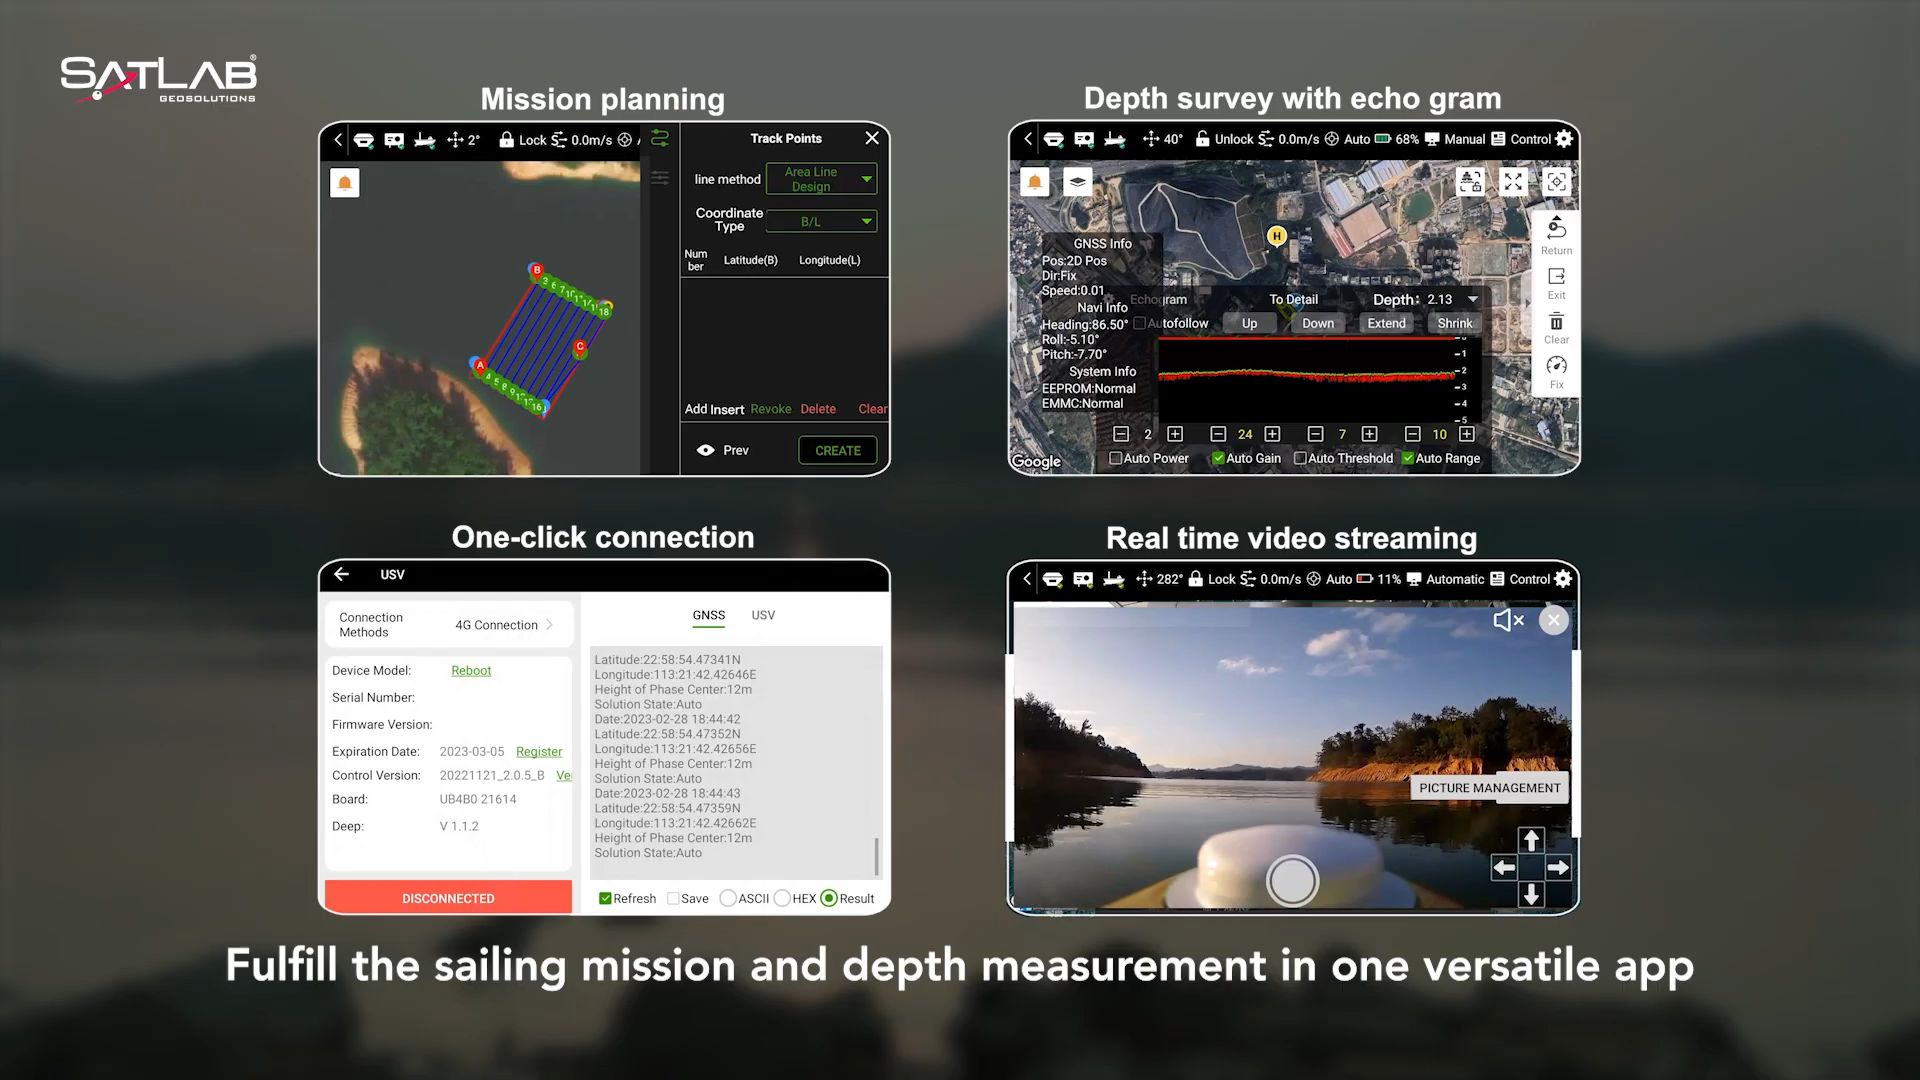 SATLAB®
GEOSOLUTIONS
Mission planning
2° Lock 0.0m/s
Track Points
line method
Area Line
Design
Coordinate
Type
B/L
Num
ber
Latitude(B) Longitude(L)
B
18
C
A
16
Add Insert Revoke Delete Clear
Prev CREATE
Depth survey with echo gram
40° Unlock 0.0m/s Auto 68% Manual Control
H
GNSS Info
Pos:2D Pos
Dir:Fix
Speed:0.01
Navi Info
Heading:86.50°
Roll:-5.10°
Pitch:-7.70°
System Info
EEPROM:Normal
EMMC:Normal
Echogram To Detail Depth: 2.13
Autofollow Up Down Extend Shrink
0
1
2
3
4
5
2 24 7 10
Auto Power Auto Gain Auto Threshold Auto Range
Google
Return
Exit
Clear
Fix
One-click connection
USV
Connection
Methods
4G Connection
Device Model: Reboot
Serial Number:
Firmware Version:
Expiration Date: 2023-03-05 Register
Control Version: 20221121_2.0.5_B Ve
Board: UB4B0 21614
Deep: V 1.1.2
DISCONNECTED
GNSS USV
Latitude:22:58:54.47341N
Longitude:113:21:42.42646E
Height of Phase Center:12m
Solution State:Auto
Date:2023-02-28 18:44:42
Latitude:22:58:54.47352N
Longitude:113:21:42.42656E
Height of Phase Center:12m
Solution State:Auto
Date:2023-02-28 18:44:43
Latitude:22:58:54.47359N
Longitude:113:21:42.42662E
Height of Phase Center:12m
Solution State:Auto
Refresh Save ASCII HEX Result
Real time video streaming
282° Lock 0.0m/s Auto 11% Automatic Control
PICTURE MANAGEMENT
Fulfill the sailing mission and depth measurement in one versatile app